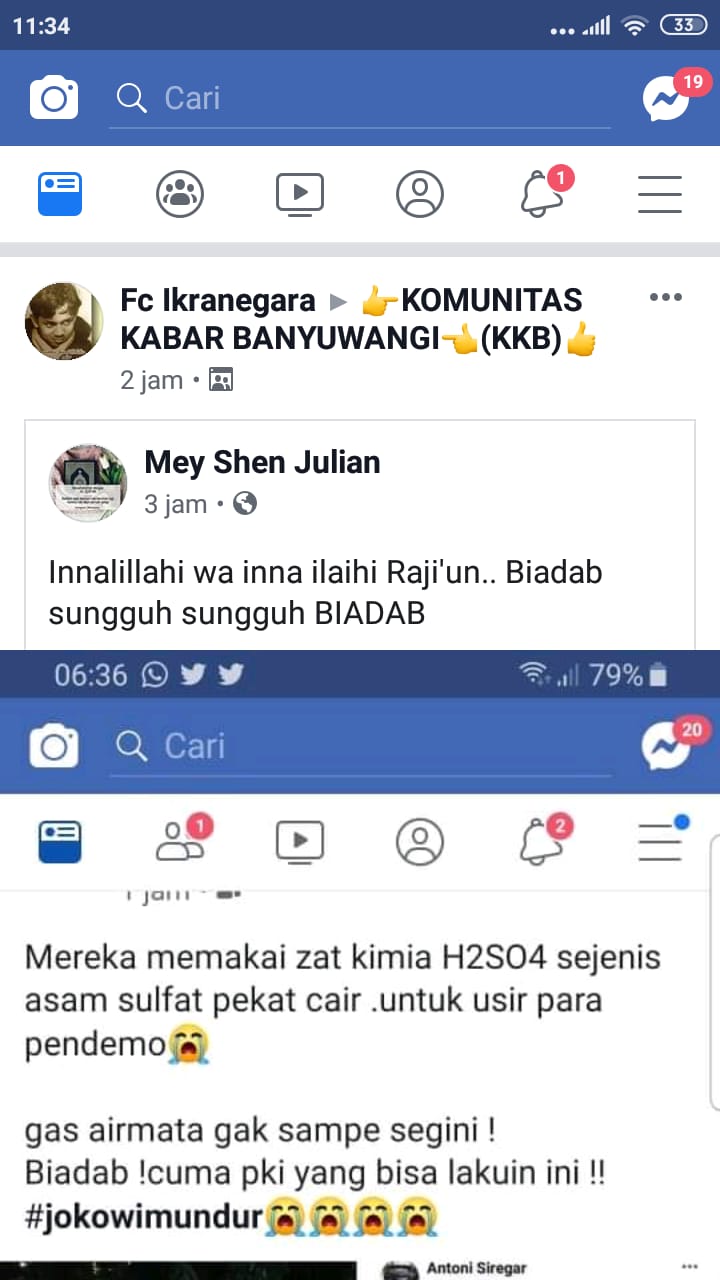 11:34
33
Cari
19
1
Fc Ikranegara ▸ 👉KOMUNITAS
KABAR BANYUWANGI👈(KKB)👍
2 jam •
Mey Shen Julian
3 jam •
Innalillahi wa inna ilaihi Raji'un.. Biadab
sungguh sungguh BIADAB
06:36
79%
Cari
20
1
2
1 jam •
Mereka memakai zat kimia H2SO4 sejenis
asam sulfat pekat cair .untuk usir para
pendemo😭
gas airmata gak sampe segini !
Biadab !cuma pki yang bisa lakuin ini !!
#jokowimundur😭😭😭😭
Antoni Siregar